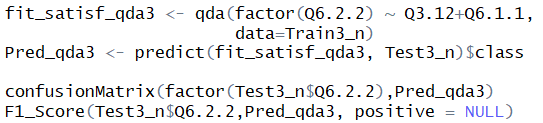 fit_satisf_qda3 <- qda(factor(Q6.2.2) ~ Q3.12+Q6.1.1,
data=Train3_n)
Pred_qda3 <- predict(fit_satisf_qda3, Test3_n)$class
confusionMatrix(factor(Test3_n$Q6.2.2),Pred_qda3)
F1_Score(Test3_n$Q6.2.2,Pred_qda3, positive = NULL)